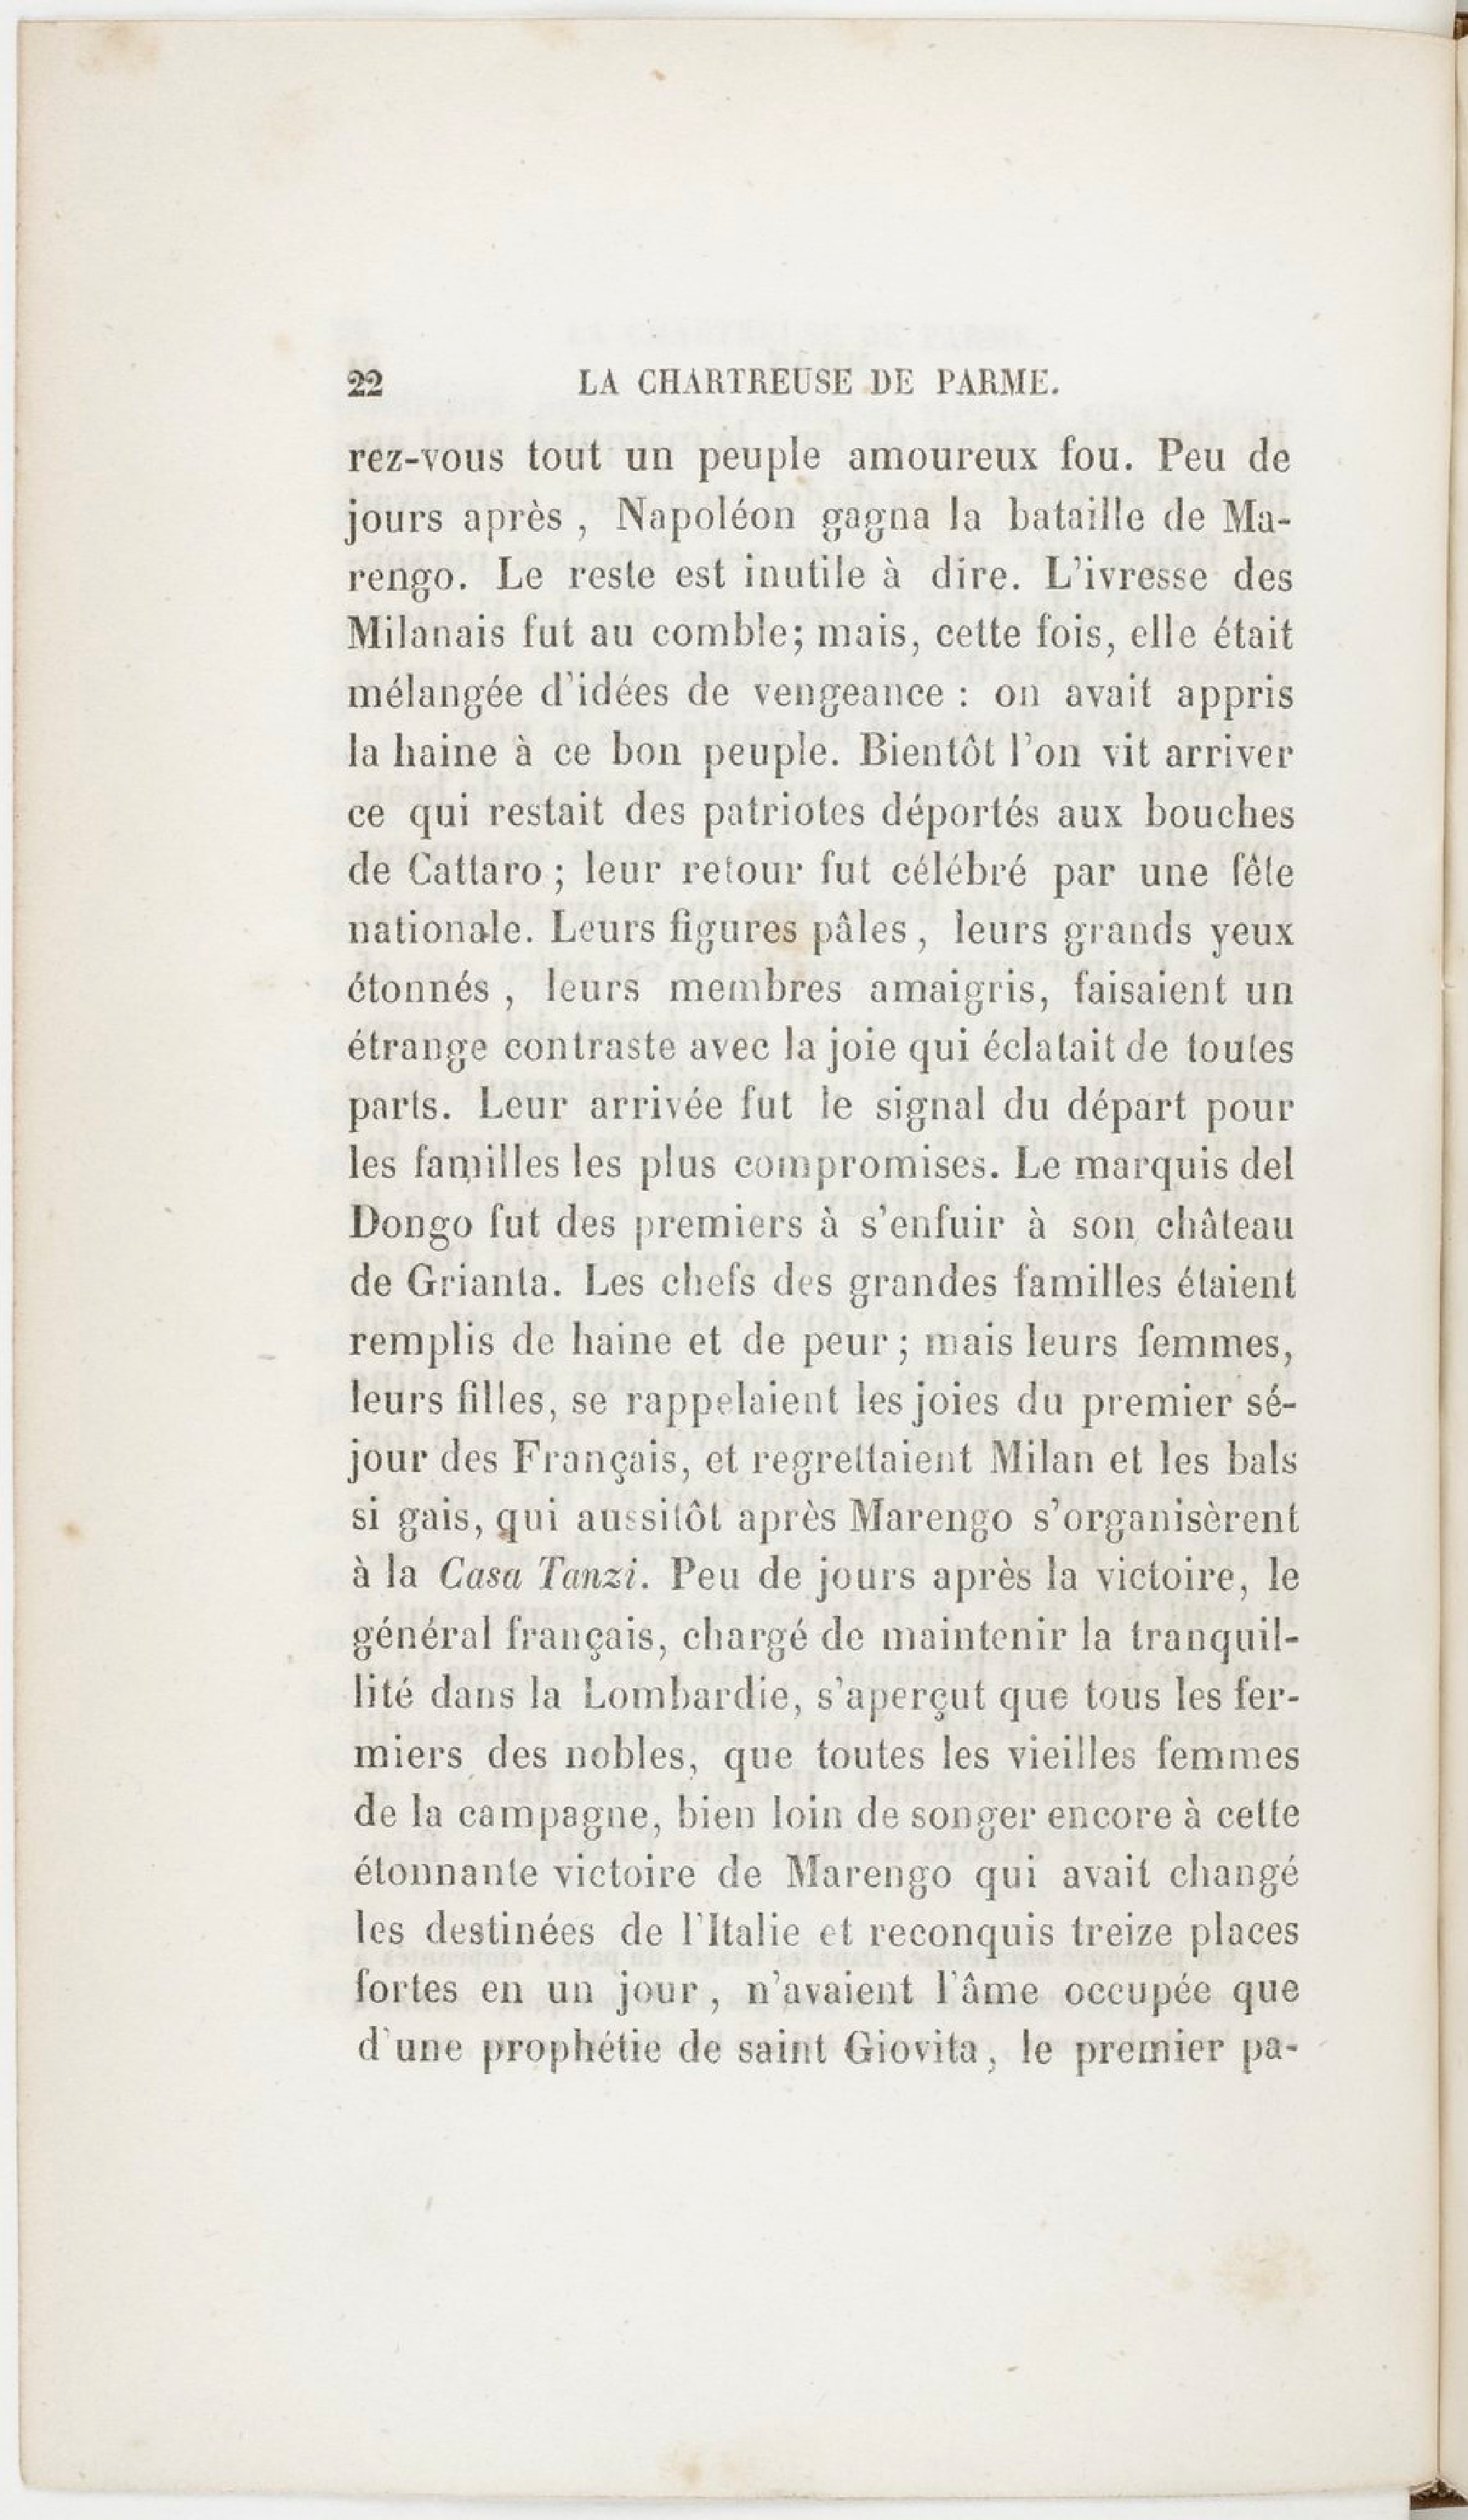 22 LA CHARTREUSE DE PARME.
rez-vous tout un peuple amoureux fou. Peu de
jours après , Napoléon gagna la bataille de Ma-
rengo. Le reste est inutile à dire. L'ivresse des
Milanais fut au comble; mais, cette fois, elle était
mélangée d'idées de vengeance : on avait appris
la haine à ce bon peuple. Bientôt l'on vit arriver
ce qui restait des patriotes déportés aux bouches
de Cattaro ; leur retour fut célébré par une fête
nationale. Leurs figures pâles , leurs grands yeux
étonnés , leurs membres amaigris, faisaient un
étrange contraste avec la joie qui éclatait de toutes
parts. Leur arrivée fut le signal du départ pour
les familles les plus compromises. Le marquis del
Dongo fut des premiers à s'enfuir à son château
de Grianta. Les chefs des grandes familles étaient
remplis de haine et de peur ; mais leurs femmes,
leurs filles, se rappelaient les joies du premier sé-
jour des Français, et regrettaient Milan et les bals
si gais, qui aussitôt après Marengo s'organisèrent
à la Casa Tanzi. Peu de jours après la victoire, le
général français, chargé de maintenir la tranquil-
lité dans la Lombardie, s'aperçut que tous les fer-
miers des nobles, que toutes les vieilles femmes
de la campagne, bien loin de songer encore à cette
étonnante victoire de Marengo qui avait changé
les destinées de l'Italie et reconquis treize places
fortes en un jour , n'avaient l'âme occupée que
d'une prophétie de saint Giovita , le premier pa-